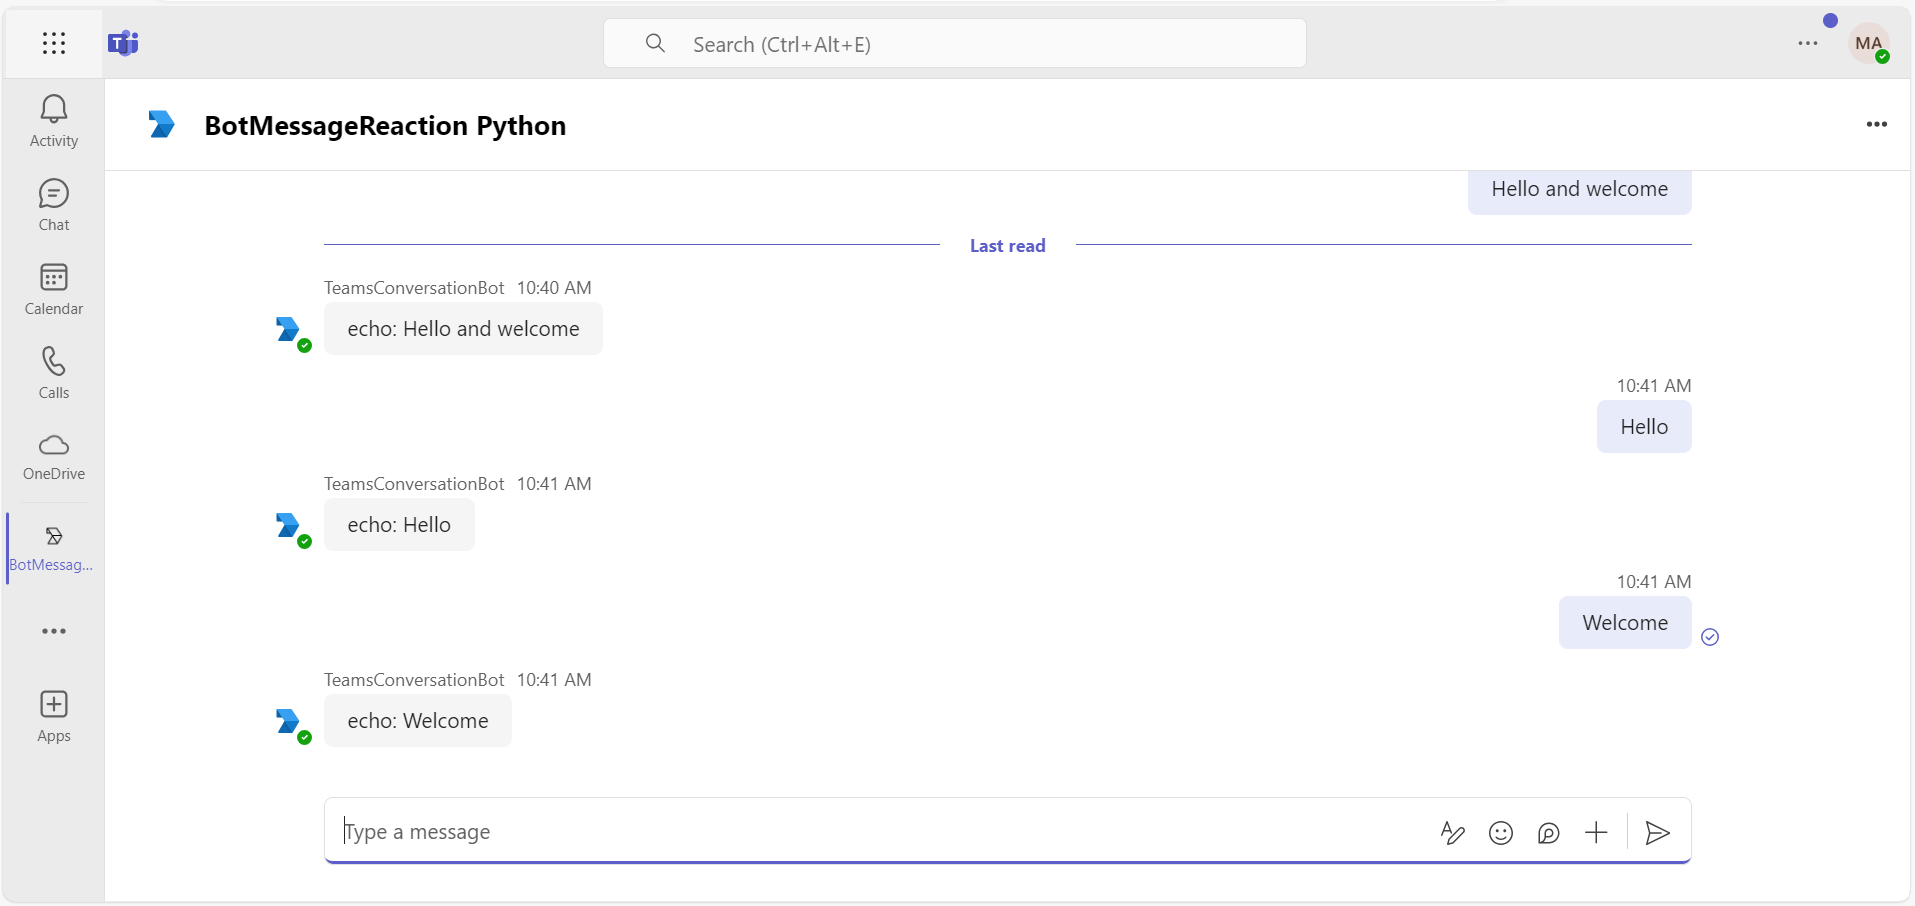 Search (Ctrl+Alt+E)
MA
Activity
Chat
Calendar
Calls
OneDrive
BotMessag...
Apps
BotMessageReaction Python
Hello and welcome
Last read
TeamsConversationBot 10:40 AM
echo: Hello and welcome
10:41 AM
Hello
TeamsConversationBot 10:41 AM
echo: Hello
10:41 AM
Welcome
TeamsConversationBot 10:41 AM
echo: Welcome
Type a message